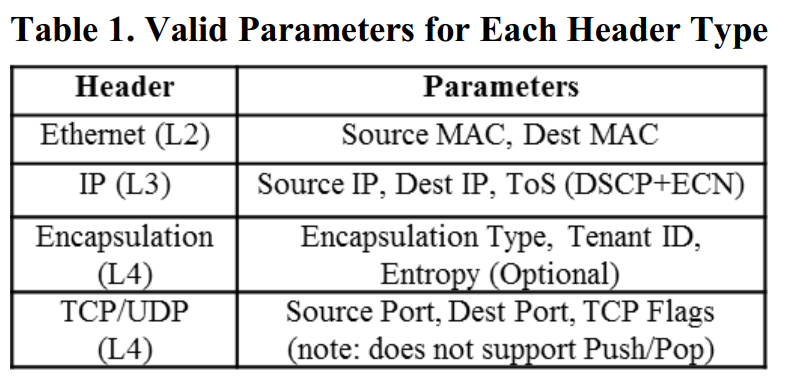 Table 1. Valid Parameters for Each Header Type
Header Parameters
Ethernet (L2) Source MAC, Dest MAC
IP (L3) Source IP, Dest IP, ToS (DSCP+ECN)
Encapsulation (L4) Encapsulation Type, Tenant ID, Entropy (Optional)
TCP/UDP (L4) Source Port, Dest Port, TCP Flags (note: does not support Push/Pop)